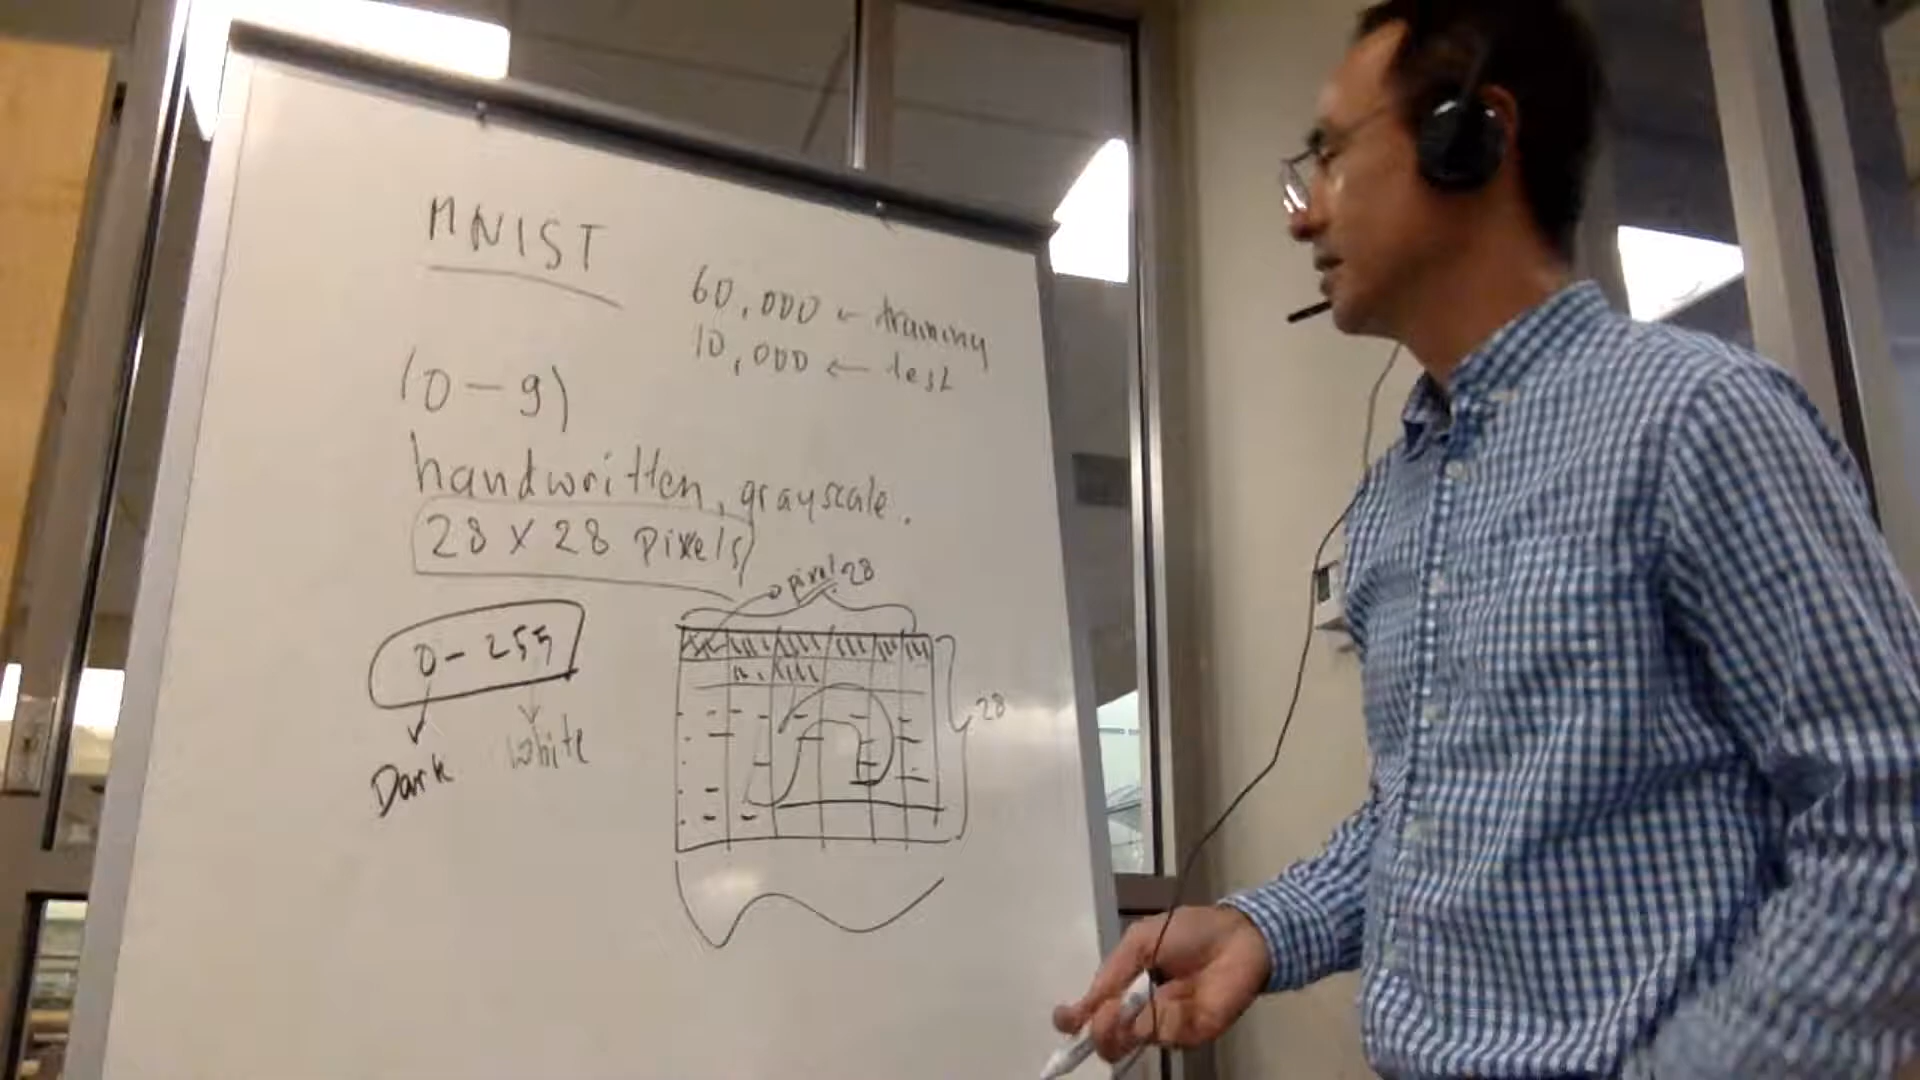 MNIST
60,000 ← training
10,000 ← test
(0-9)
handwritten, grayscale.
28 x 28 pixels
pixel 28
0-255
28
Dark White